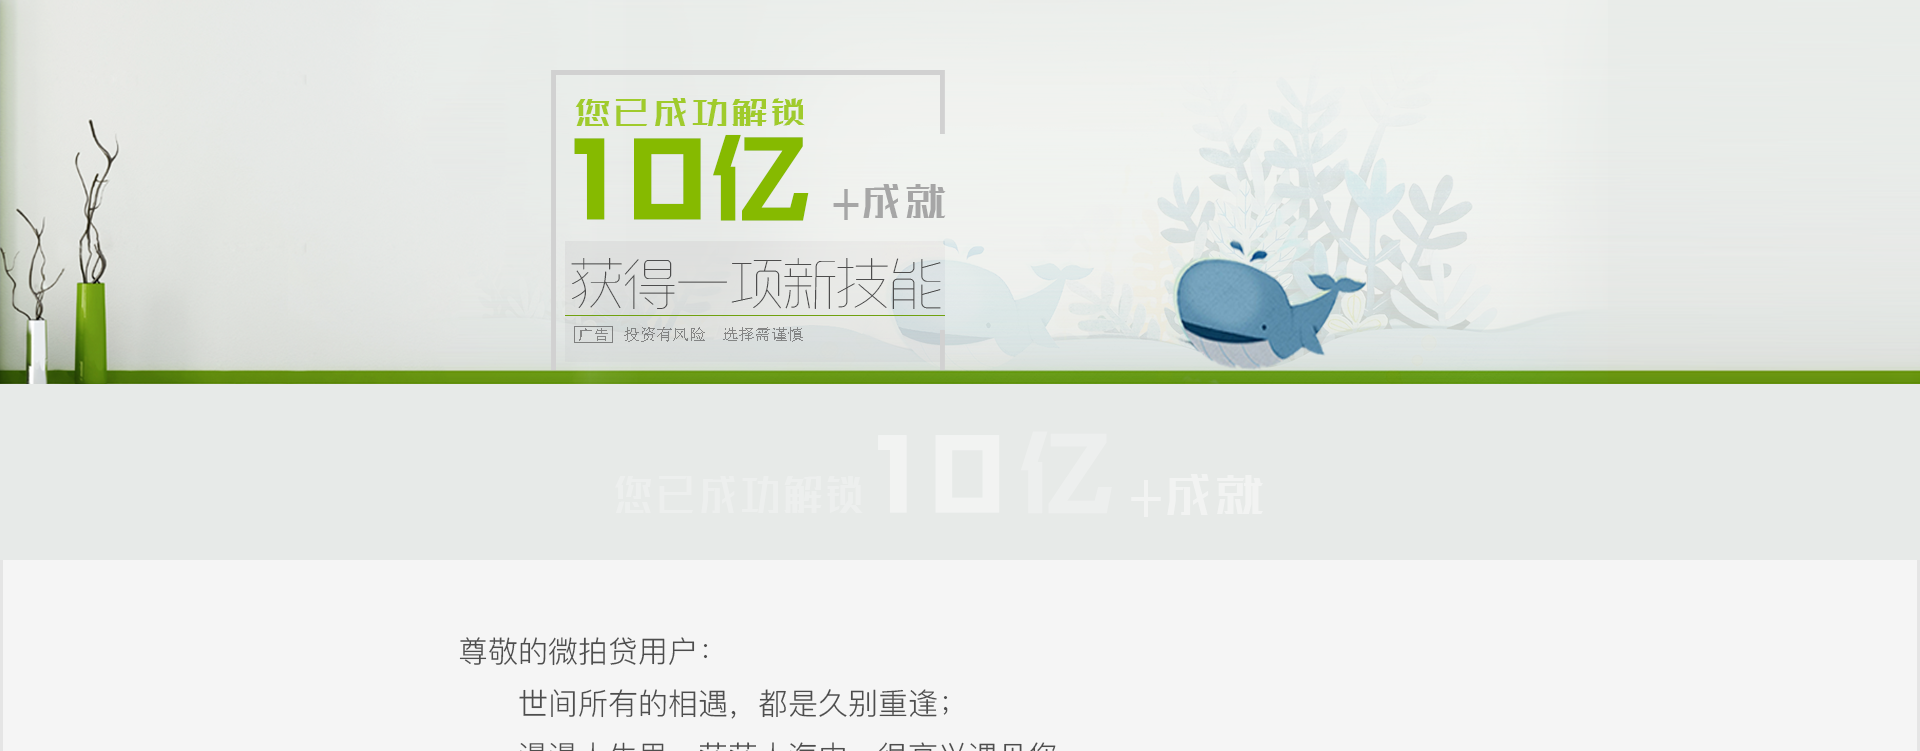 您已成功解锁
10亿
+成就
获得一项新技能
广告 投资有风险 选择需谨慎
您已成功解锁10亿+成就
尊敬的微拍贷用户：
世间所有的相遇，都是久别重逢；